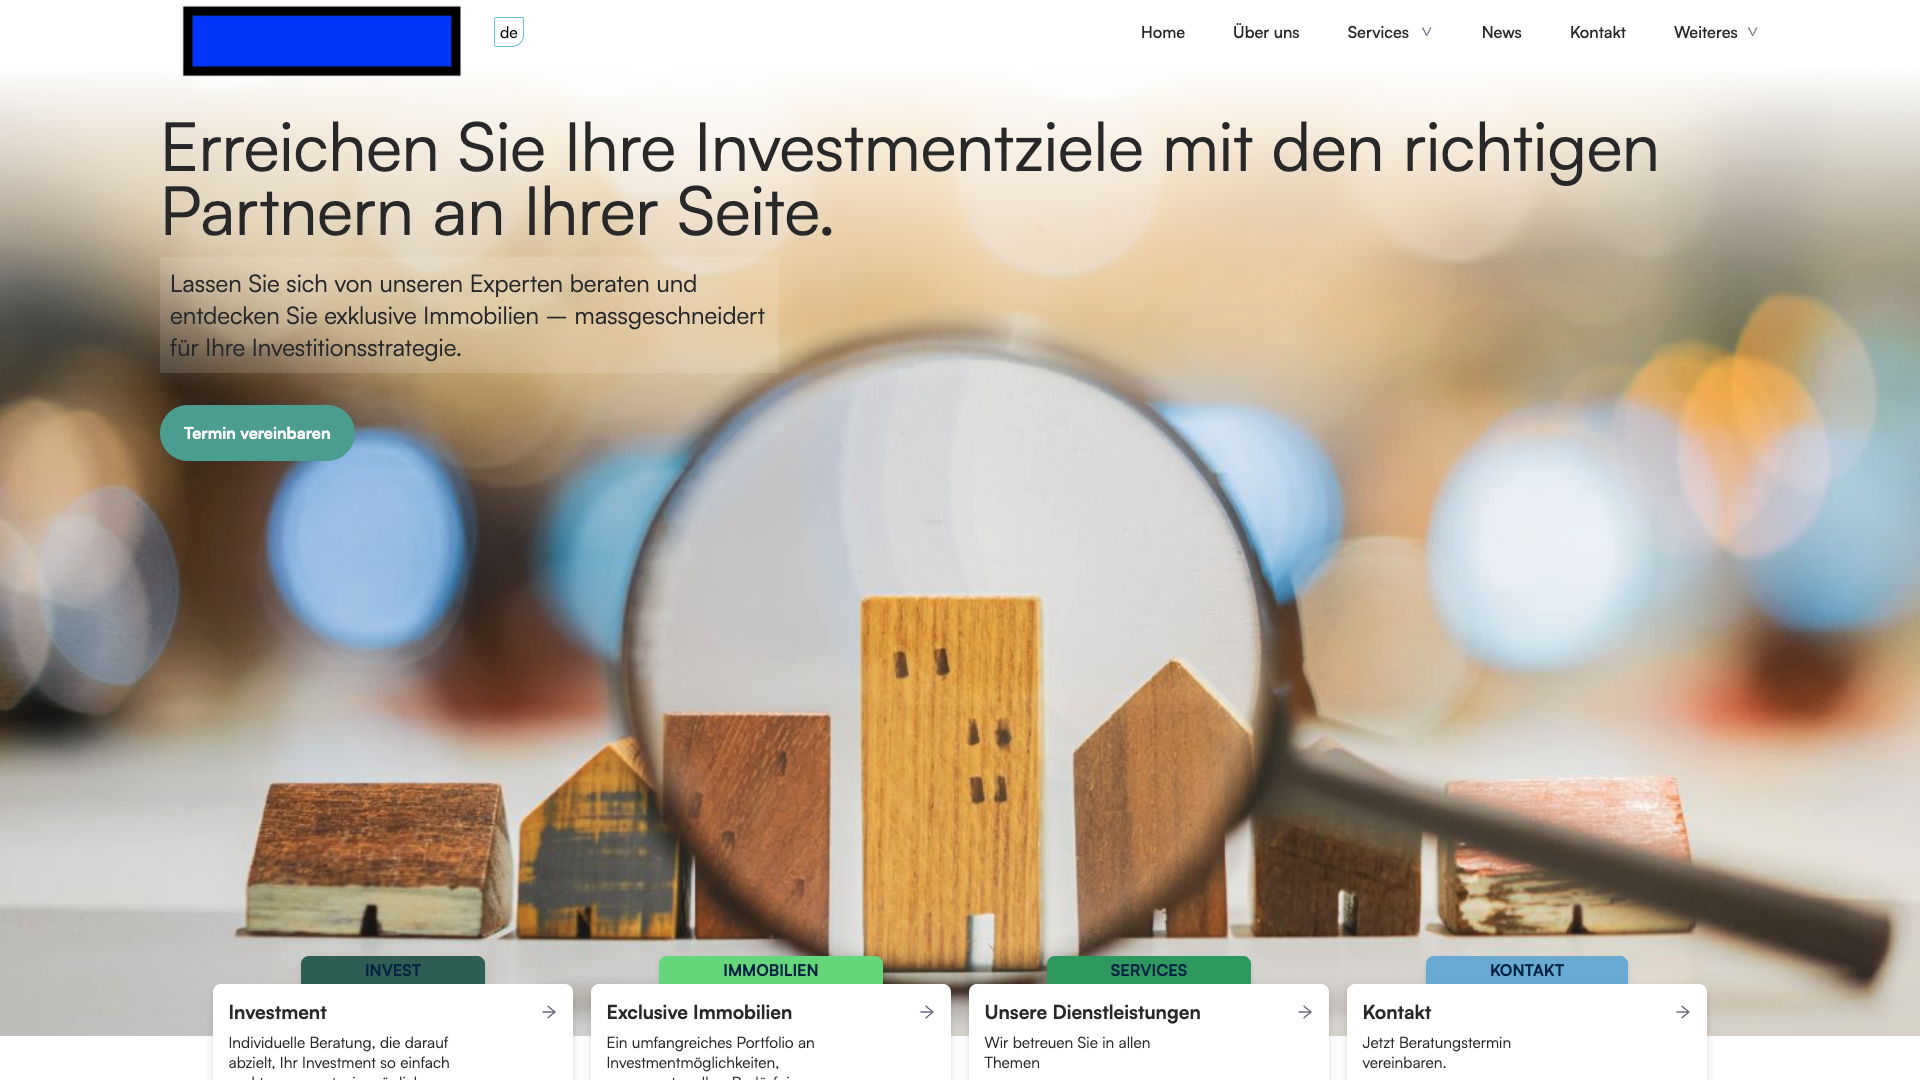 de
Home Über uns Services News Kontakt Weiteres
Erreichen Sie Ihre Investmentziele mit den richtigen
Partnern an Ihrer Seite.
Lassen Sie sich von unseren Experten beraten und
entdecken Sie exklusive Immobilien — massgeschneidert
für Ihre Investitionsstrategie.
Termin vereinbaren
INVEST
Investment
Individuelle Beratung, die darauf
abzielt, Ihr Investment so einfach
IMMOBILIEN
Exclusive Immobilien
Ein umfangreiches Portfolio an
Investmentmöglichkeiten,
SERVICES
Unsere Dienstleistungen
Wir betreuen Sie in allen
Themen
KONTAKT
Kontakt
Jetzt Beratungstermin
vereinbaren.